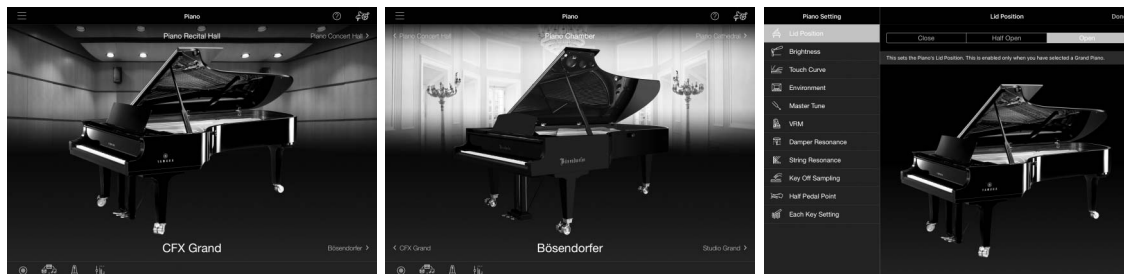 Piano
Piano Recital Hall
Piano Concert Hall >
YAMAHA
CFX Grand
Bösendorfer >
Piano
< Piano Concert Hall
Piano Chamber
Piano Cathedral >
Bösendorfer
< CFX Grand
Bösendorfer
Studio Grand >
Piano Setting
Lid Position
Brightness
Touch Curve
Environment
Master Tune
VRM
Damper Resonance
String Resonance
Key Off Sampling
Half Pedal Point
Each Key Setting
Lid Position
Done
Close
Half Open
Open
This sets the Piano's Lid Position. This is enabled only when you have selected a Grand Piano.
YAMAHA